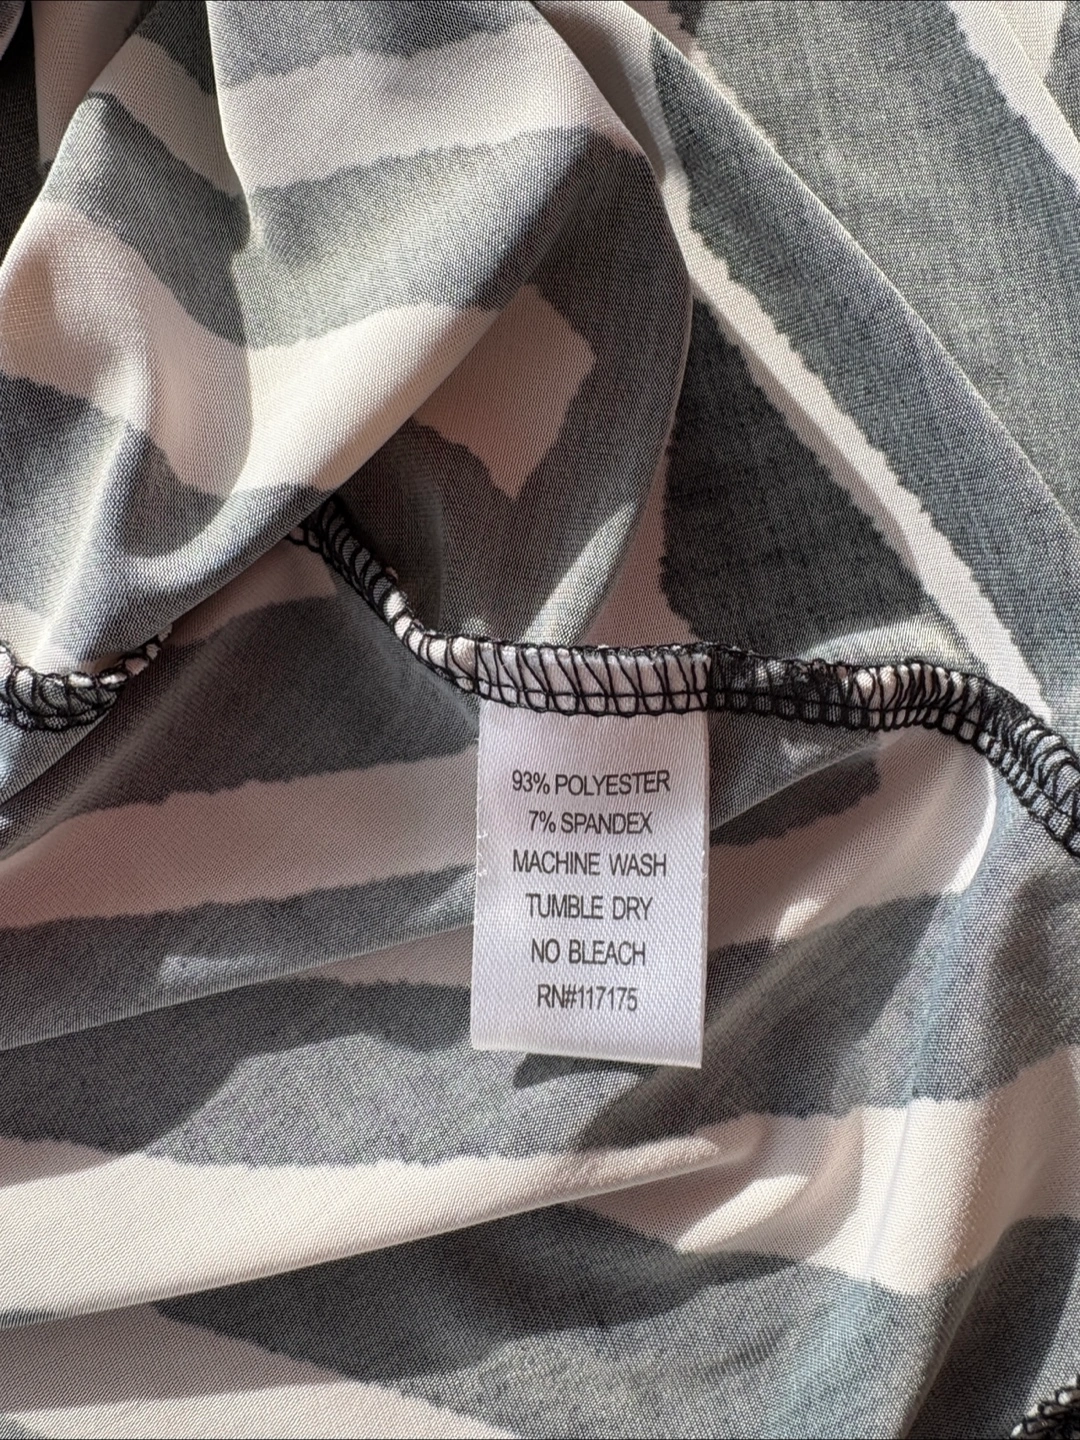 93% POLYESTER
7% SPANDEX
MACHINE WASH
TUMBLE DRY
NO BLEACH
RN#117175